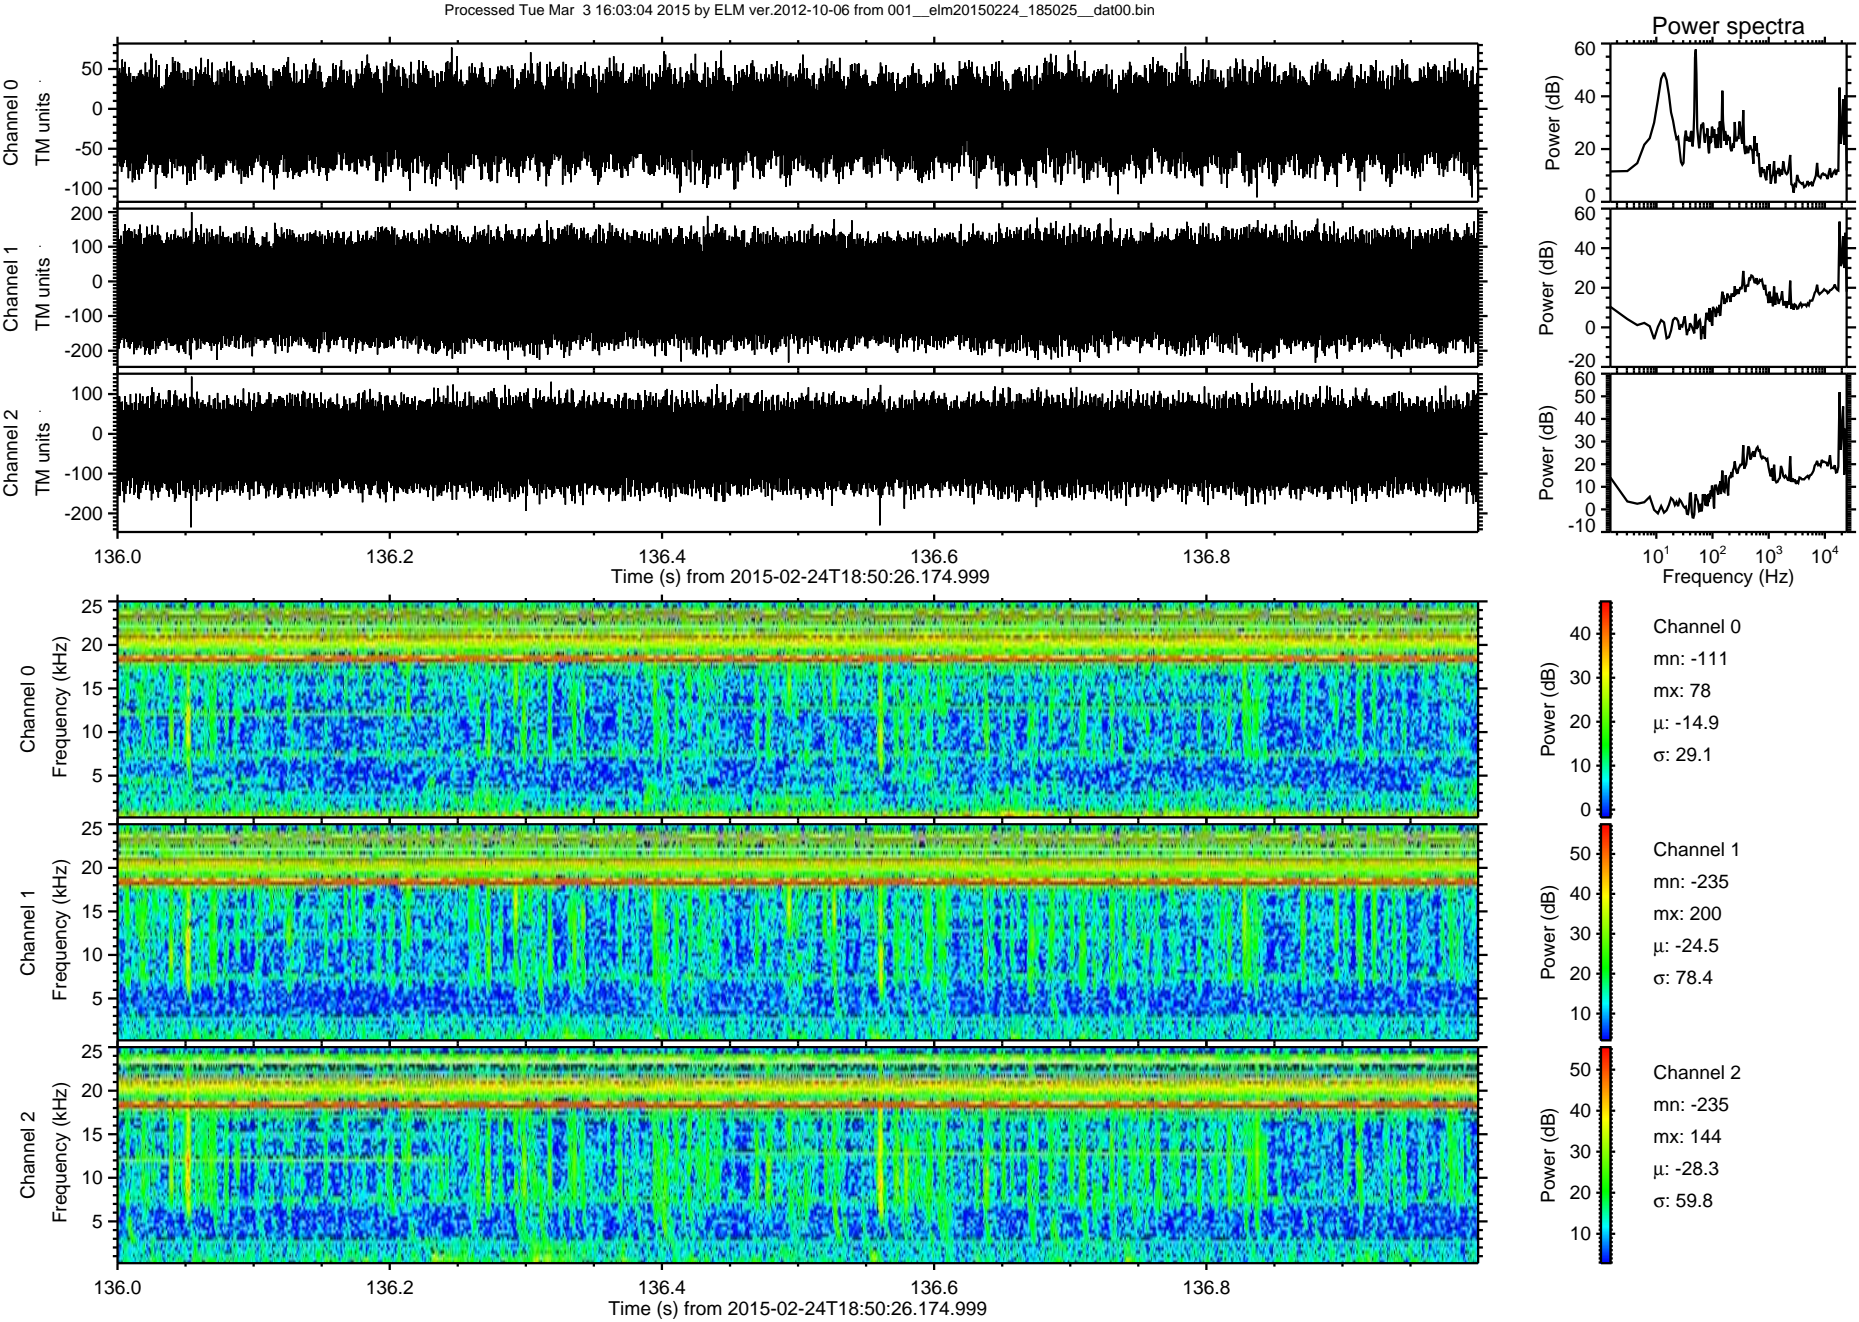 Processed Tue Mar  3 16:03:04 2015 by ELM ver.2012-10-06 from 001__elm20150224_185025__dat00.bin
Power spectra
Channel 0
TM units
50
0
-50
-100
Power (dB)
60
40
20
0
Channel 1
TM units
200
100
0
-100
-200
Power (dB)
60
40
20
0
-20
Channel 2
TM units
100
0
-100
-200
Power (dB)
60
50
40
30
20
10
0
-10
136.0 136.2 136.4 136.6 136.8
Time (s) from 2015-02-24T18:50:26.174.999
10¹ 10² 10³ 10⁴
Frequency (Hz)
Channel 0
Frequency (kHz)
25
20
15
10
5
Power (dB)
40
30
20
10
0
Channel 0
mn: -111
mx: 78
μ: -14.9
σ: 29.1
Channel 1
Frequency (kHz)
25
20
15
10
5
Power (dB)
50
40
30
20
10
Channel 1
mn: -235
mx: 200
μ: -24.5
σ: 78.4
Channel 2
Frequency (kHz)
25
20
15
10
5
Power (dB)
50
40
30
20
10
Channel 2
mn: -235
mx: 144
μ: -28.3
σ: 59.8
136.0 136.2 136.4 136.6 136.8
Time (s) from 2015-02-24T18:50:26.174.999